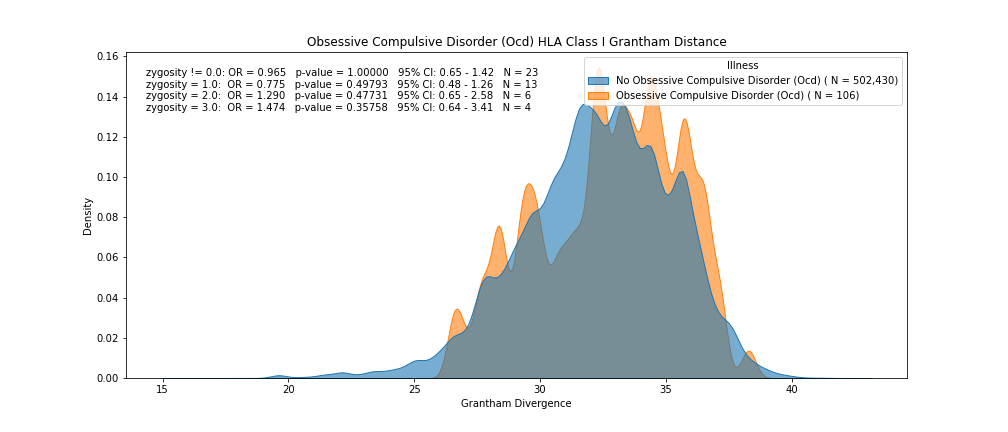 Obsessive Compulsive Disorder (Ocd) HLA Class I Grantham Distance
zygosity != 0.0: OR = 0.965 p-value = 1.00000 95% CI: 0.65 - 1.42 N = 23
zygosity = 1.0: OR = 0.775 p-value = 0.49793 95% CI: 0.48 - 1.26 N = 13
zygosity = 2.0: OR = 1.290 p-value = 0.47731 95% CI: 0.65 - 2.58 N = 6
zygosity = 3.0: OR = 1.474 p-value = 0.35758 95% CI: 0.64 - 3.41 N = 4
Illness
No Obsessive Compulsive Disorder (Ocd) ( N = 502,430)
Obsessive Compulsive Disorder (Ocd) ( N = 106)
Density
0.16
0.14
0.12
0.10
0.08
0.06
0.04
0.02
0.00
15 20 25 30 35 40
Grantham Divergence